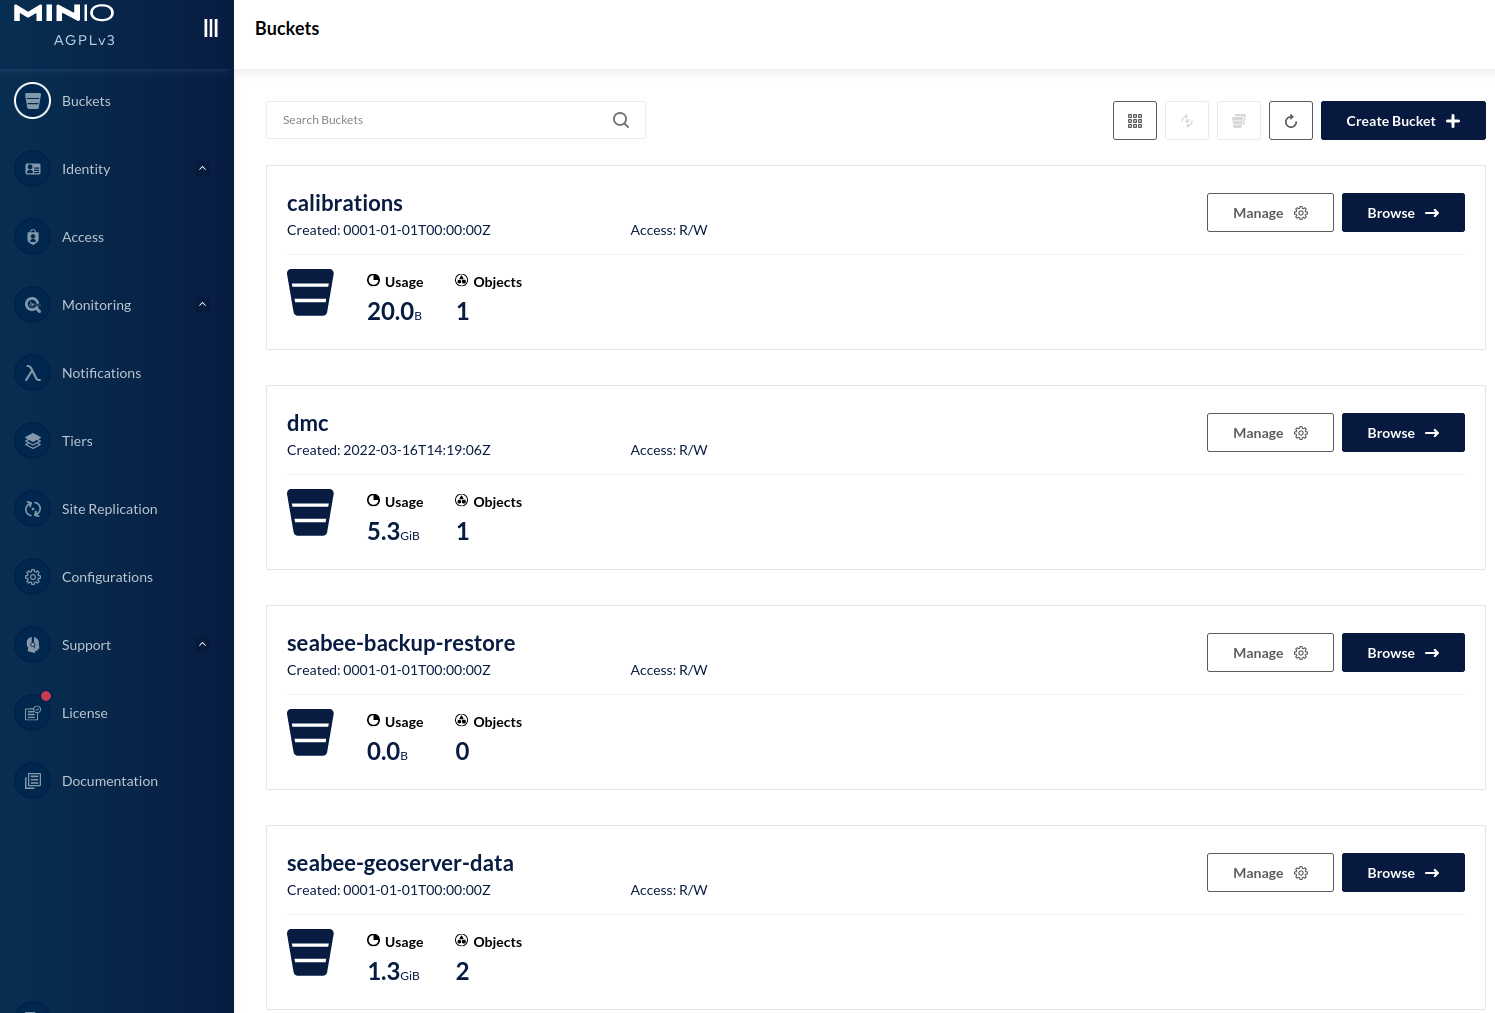 MINIO
AGPLv3
Buckets
Identity
Access
Monitoring
Notifications
Tiers
Site Replication
Configurations
Support
License
Documentation
Buckets
Search Buckets
Create Bucket
calibrations
Created: 0001-01-01T00:00:00Z Access: R/W
Manage Browse
Usage Objects
20.0B 1
dmc
Created: 2022-03-16T14:19:06Z Access: R/W
Manage Browse
Usage Objects
5.3GiB 1
seabee-backup-restore
Created: 0001-01-01T00:00:00Z Access: R/W
Manage Browse
Usage Objects
0.0B 0
seabee-geoserver-data
Created: 0001-01-01T00:00:00Z Access: R/W
Manage Browse
Usage Objects
1.3GiB 2